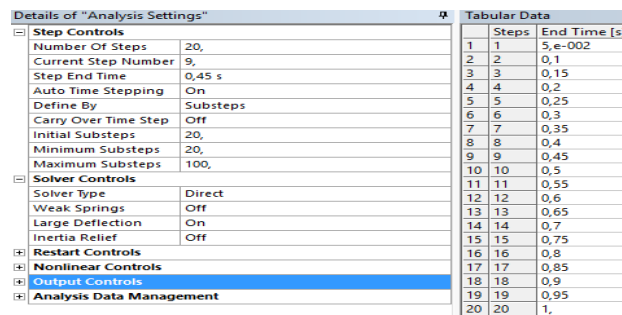 Details of "Analysis Settings"
Step Controls
Number Of Steps 20,
Current Step Number 9,
Step End Time 0,45 s
Auto Time Stepping On
Define By Substeps
Carry Over Time Step Off
Initial Substeps 20,
Minimum Substeps 20,
Maximum Substeps 100,
Solver Controls
Solver Type Direct
Weak Springs Off
Large Deflection On
Inertia Relief Off
Restart Controls
Nonlinear Controls
Output Controls
Analysis Data Management
Tabular Data
Steps End Time [s
1 1 5,e-002
2 2 0,1
3 3 0,15
4 4 0,2
5 5 0,25
6 6 0,3
7 7 0,35
8 8 0,4
9 9 0,45
10 10 0,5
11 11 0,55
12 12 0,6
13 13 0,65
14 14 0,7
15 15 0,75
16 16 0,8
17 17 0,85
18 18 0,9
19 19 0,95
20 20 1,